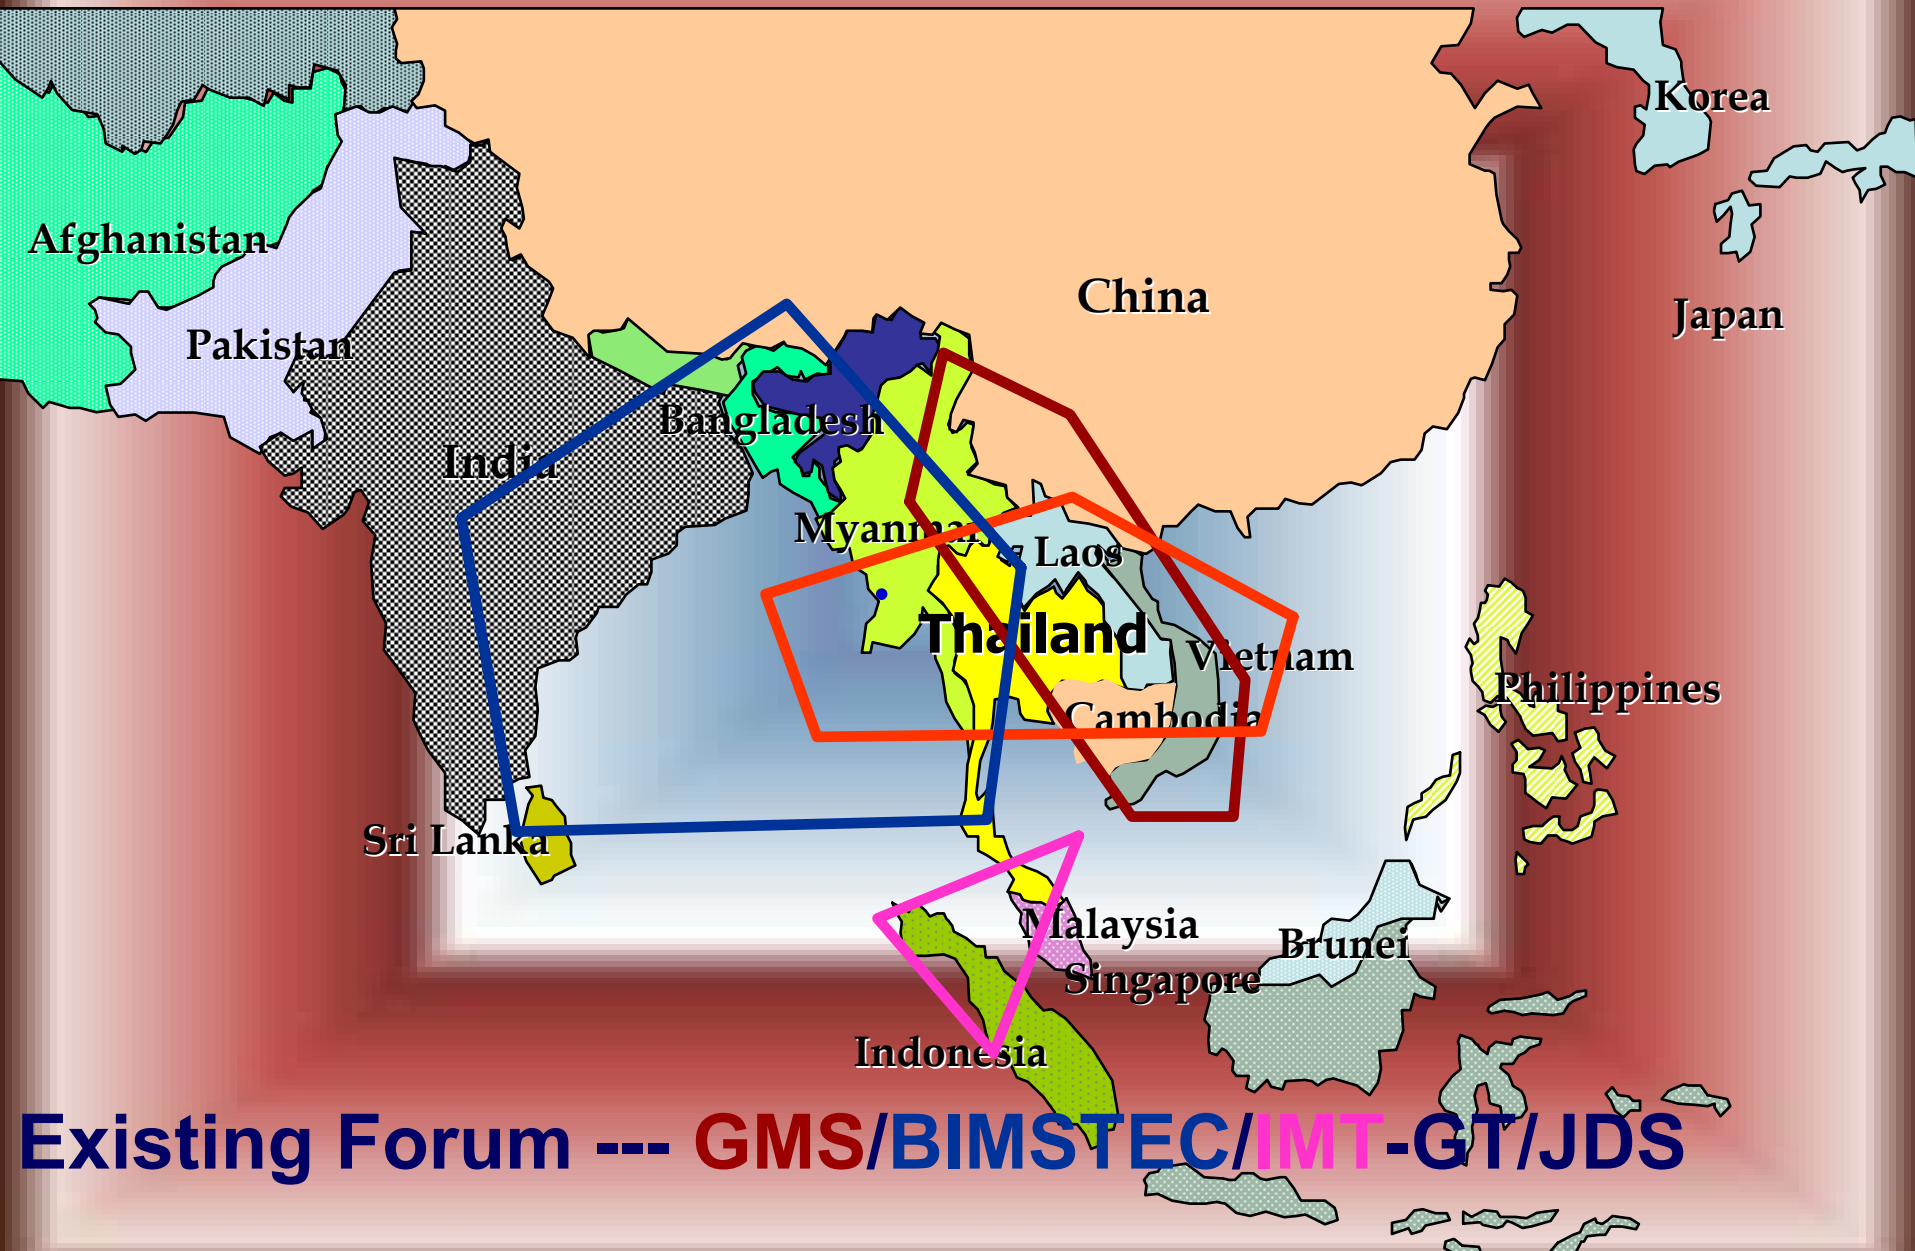 Korea
Afghanistan
China
Japan
Pakistan
Bangladesh
India
Myanmar
Laos
Thailand
Vietnam
Philippines
Cambodia
Sri Lanka
Malaysia
Brunei
Singapore
Indonesia
Existing Forum --- GMS/BIMSTEC/IMT-GT/JDS